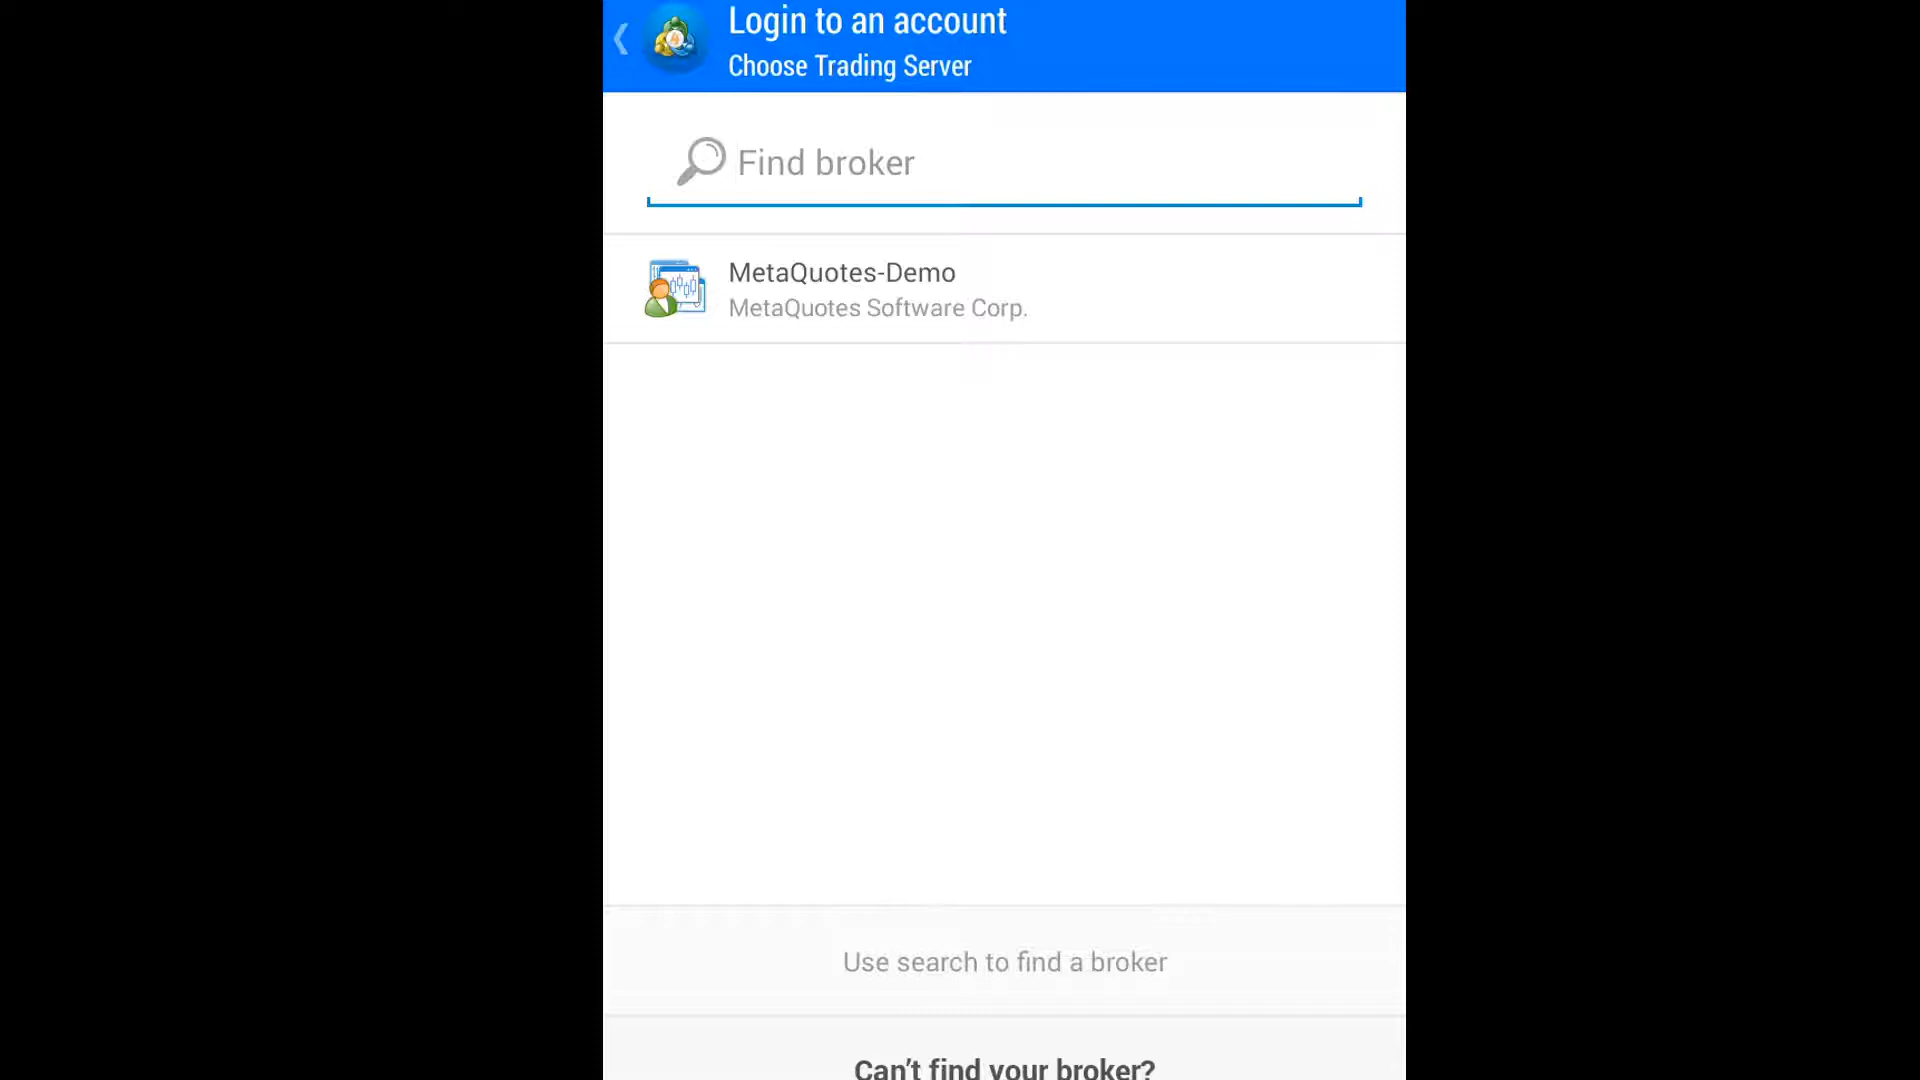 Login to an account
Choose Trading Server
Find broker
MetaQuotes-Demo
MetaQuotes Software Corp.
Use search to find a broker
Can't find your broker?